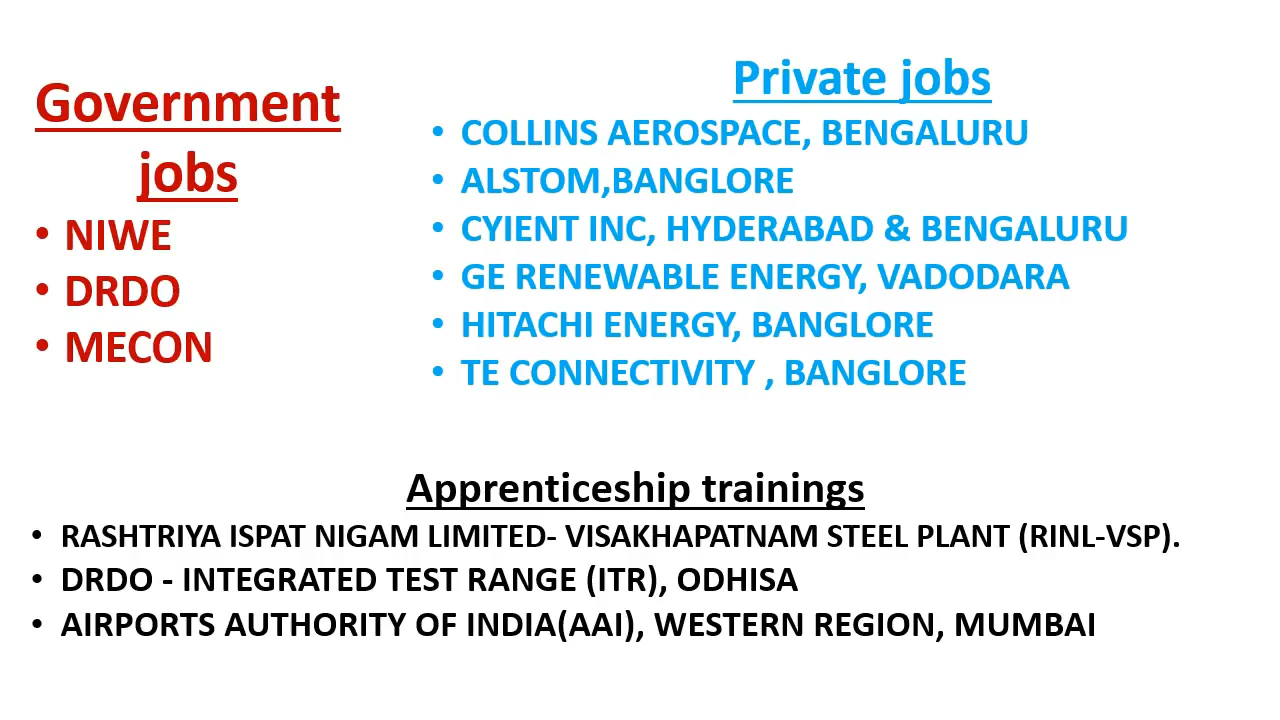 Government
jobs
• NIWE
• DRDO
• MECON
Private jobs
• COLLINS AEROSPACE, BENGALURU
• ALSTOM,BANGLORE
• CYIENT INC, HYDERABAD & BENGALURU
• GE RENEWABLE ENERGY, VADODARA
• HITACHI ENERGY, BANGLORE
• TE CONNECTIVITY , BANGLORE
Apprenticeship trainings
• RASHTRIYA ISPAT NIGAM LIMITED- VISAKHAPATNAM STEEL PLANT (RINL-VSP).
• DRDO - INTEGRATED TEST RANGE (ITR), ODHISA
• AIRPORTS AUTHORITY OF INDIA(AAI), WESTERN REGION, MUMBAI